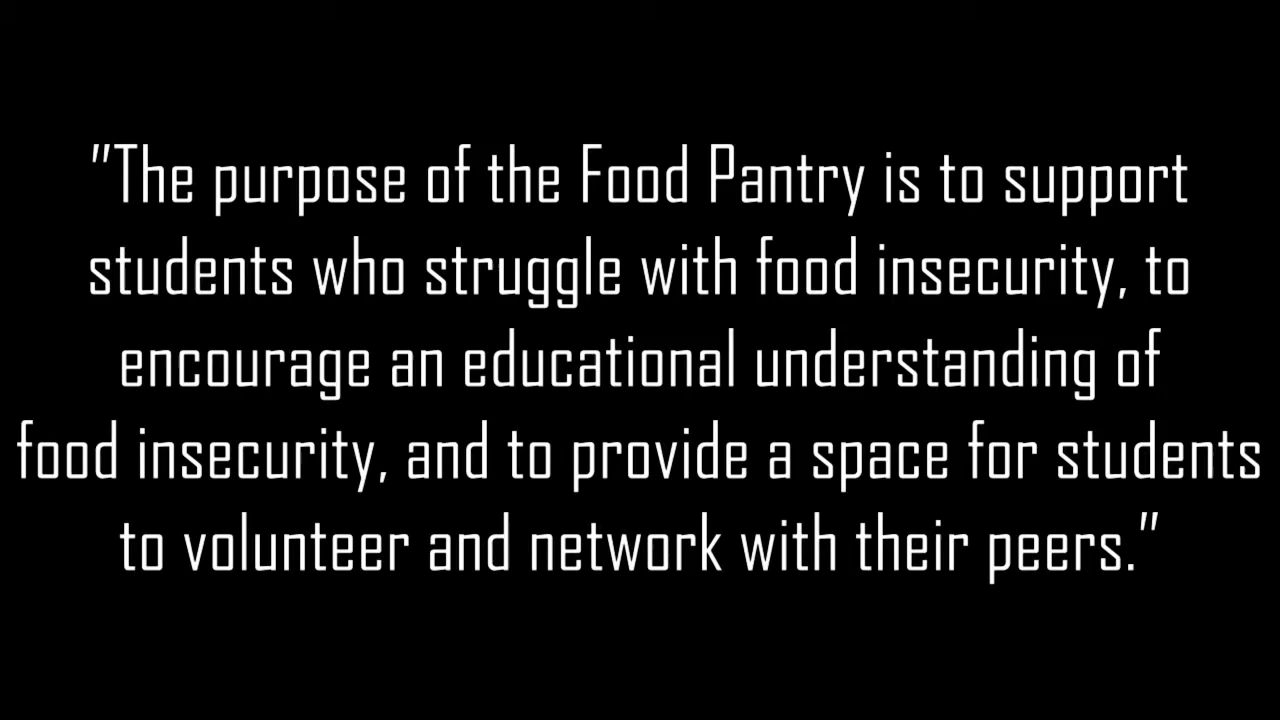 "The purpose of the Food Pantry is to support
students who struggle with food insecurity, to
encourage an educational understanding of
food insecurity, and to provide a space for students
to volunteer and network with their peers."